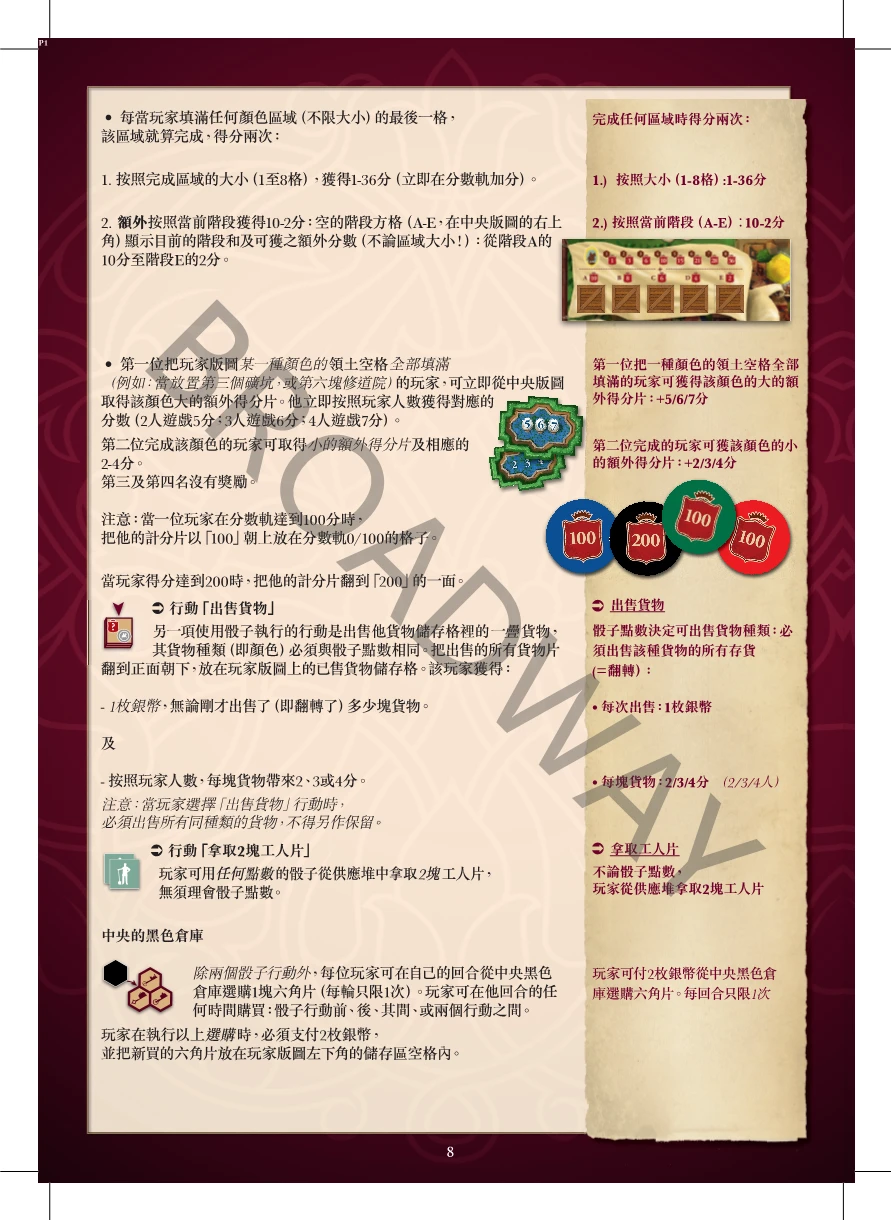 P1
• 每當玩家填滿任何顏色區域 (不限大小) 的最後一格，
該區域就算完成，得分兩次：
1. 按照完成區域的大小 (1至8格) ，獲得1-36分 (立即在分數軌加分) 。
2. 額外按照當前階段獲得10-2分：空的階段方格 (A-E，在中央版圖的右上
角) 顯示目前的階段和及可獲之額外分數 (不論區域大小！) ：從階段A的
10分至階段E的2分。
• 第一位把玩家版圖某一種顏色的領土空格全部填滿
(例如：當放置第三個礦坑，或第六塊修道院) 的玩家，可立即從中央版圖
取得該顏色大的額外得分片。他立即按照玩家人數獲得對應的
分數 (2人遊戲5分；3人遊戲6分；4人遊戲7分) 。
5 6 7
第二位完成該顏色的玩家可取得小的額外得分片及相應的
2-4分。
2 3 4
第三及第四名沒有獎勵。
注意：當一位玩家在分數軌達到100分時，
把他的計分片以「100」朝上放在分數軌0/100的格子。
當玩家得分達到200時，把他的計分片翻到「200」的一面。
➲ 行動「出售貨物」
另一項使用骰子執行的行動是出售他貨物儲存格裡的一疊貨物，
其貨物種類 (即顏色) 必須與骰子點數相同。把出售的所有貨物片
翻到正面朝下，放在玩家版圖上的已售貨物儲存格。該玩家獲得：
- 1枚銀幣，無論剛才出售了 (即翻轉了) 多少塊貨物。
及
- 按照玩家人數，每塊貨物帶來2、3或4分。
注意：當玩家選擇「出售貨物」行動時，
必須出售所有同種類的貨物，不得另作保留。
➲ 行動「拿取2塊工人片」
玩家可用任何點數的骰子從供應堆中拿取2塊工人片，
無須理會骰子點數。
中央的黑色倉庫
除兩個骰子行動外，每位玩家可在自己的回合從中央黑色
倉庫選購1塊六角片 (每輪只限1次) 。玩家可在他回合的任
何時間購買：骰子行動前、後、其間、或兩個行動之間。
玩家在執行以上選購時，必須支付2枚銀幣，
並把新買的六角片放在玩家版圖左下角的儲存區空格內。
完成任何區域時得分兩次：
1.) 按照大小 (1-8格) :1-36分
2.) 按照當前階段 (A-E) ：10-2分
第一位把一種顏色的領土空格全部
填滿的玩家可獲得該顏色的大的額
外得分片：+5/6/7分
第二位完成的玩家可獲該顏色的小
的額外得分片：+2/3/4分
100
200
100
100
➲ 出售貨物
骰子點數決定可出售貨物種類：必
須出售該種貨物的所有存貨
(=翻轉) ：
• 每次出售：1枚銀幣
• 每塊貨物：2/3/4分 (2/3/4人)
➲ 拿取工人片
不論骰子點數，
玩家從供應堆拿取2塊工人片
玩家可付2枚銀幣從中央黑色倉
庫選購六角片。每回合只限1次
BROADWAY
8